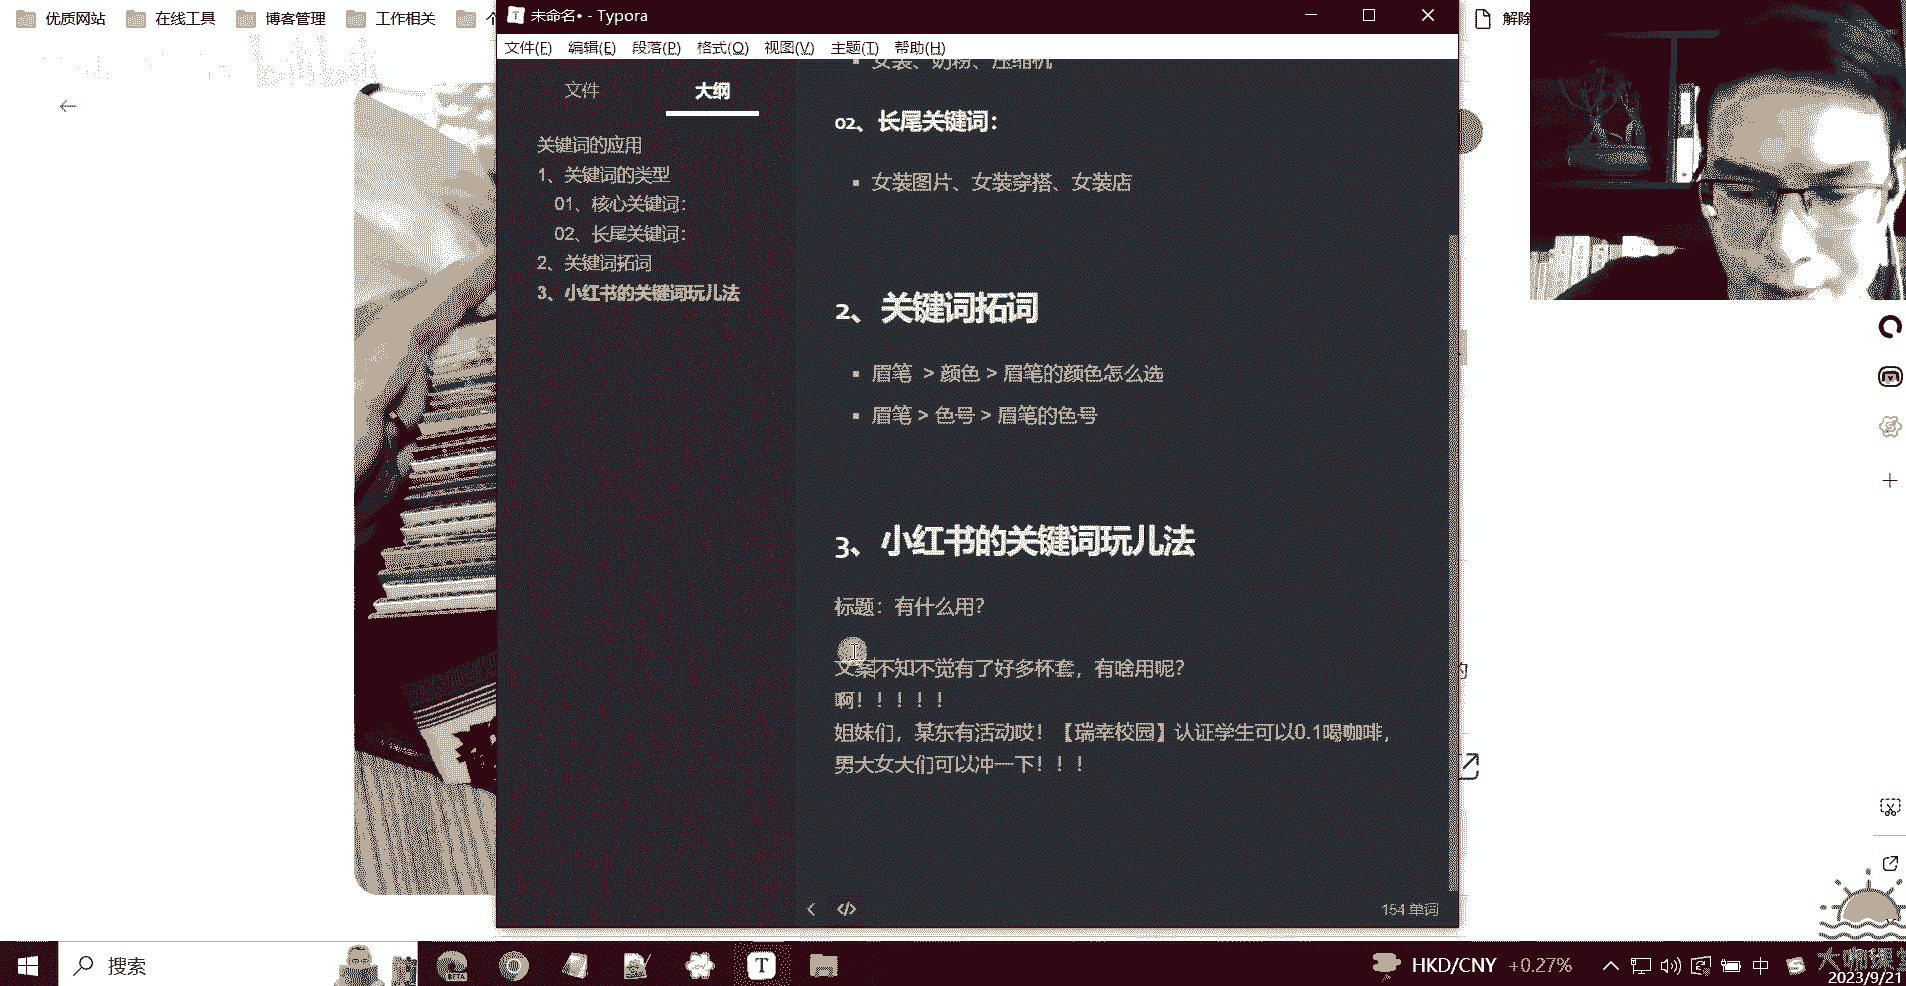 优质网站
在线工具
博客管理
工作相关
未命名• - Typora
解除
文件(F) 编辑(E) 段落(P) 格式(O) 视图(V) 主题(T) 帮助(H)
文件
大纲
关键词的应用
1、关键词的类型
01、核心关键词：
02、长尾关键词：
2、关键词拓词
3、小红书的关键词玩儿法
女装、奶粉、压缩机
02、长尾关键词：
女装图片、女装穿搭、女装店
2、关键词拓词
眉笔 > 颜色 > 眉笔的颜色怎么选
眉笔 > 色号 > 眉笔的色号
3、小红书的关键词玩儿法
标题：有什么用？
文案不知不觉有了好多杯套，有啥用呢？
啊！！！！！
姐妹们，某东有活动哎！【瑞幸校园】认证学生可以0.1喝咖啡，
男大女大们可以冲一下！！！
154 单词
搜索
BETA
HKD/CNY +0.27%
中
2023/9/21